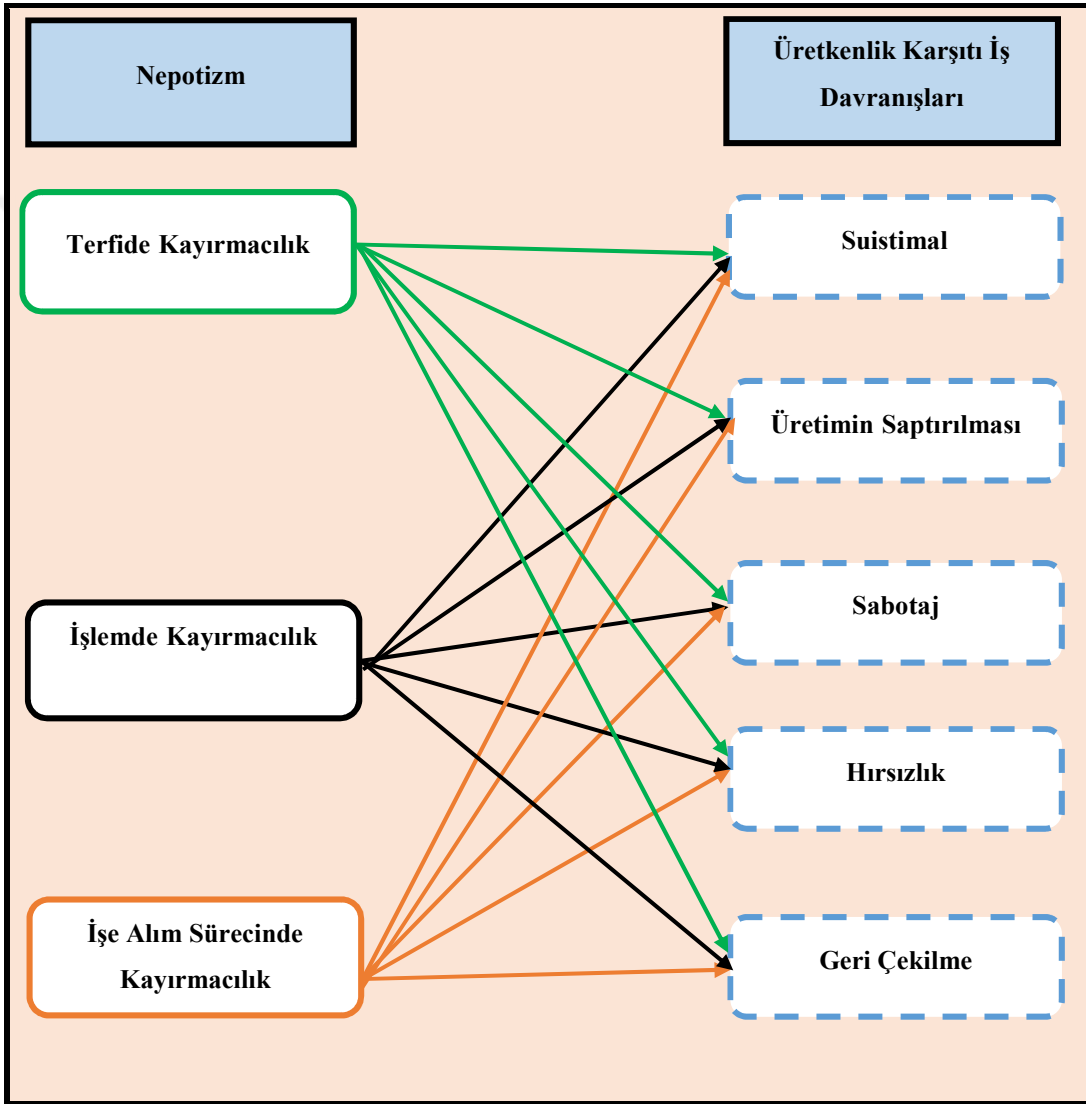 Nepotizm
Üretkenlik Karşıtı İş
Davranışları
Terfide Kayırmacılık
İşlemde Kayırmacılık
İşe Alım Sürecinde
Kayırmacılık
Suistimal
Üretimin Saptırılması
Sabotaj
Hırsızlık
Geri Çekilme